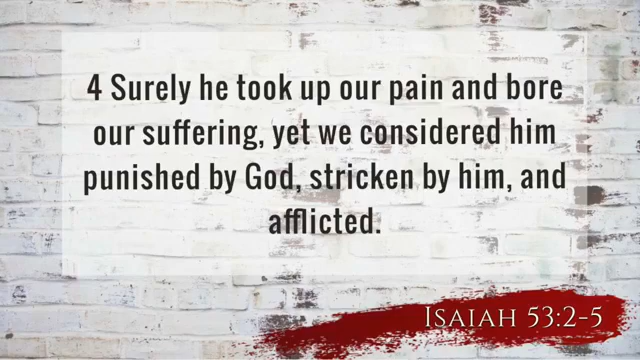 4 Surely he took up our pain and bore
our suffering, yet we considered him
punished by God, stricken by him, and
afflicted.
Isaiah 53:2-5